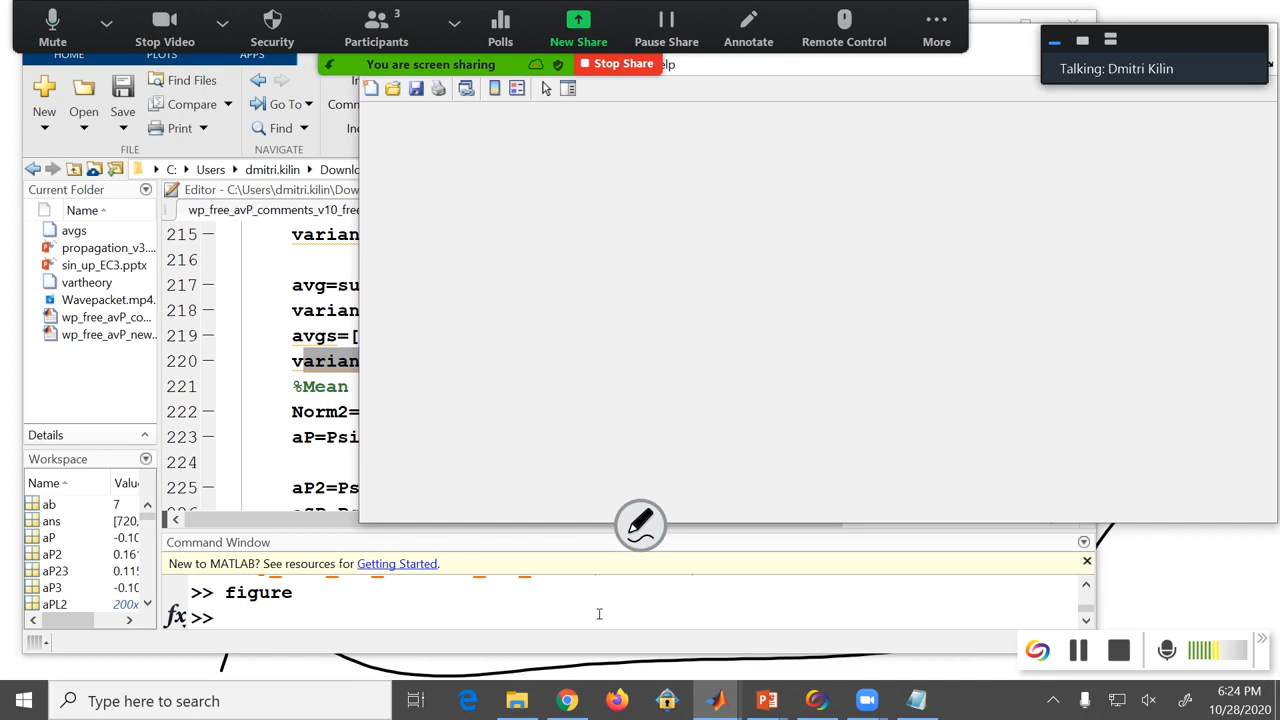 Mute
Stop Video
Security
Participants
3
Polls
New Share
Pause Share
Annotate
Remote Control
More
You are screen sharing
Stop Share
Talking: Dmitri Kilin
HOME
PLOTS
APPS
elp
New
Open
Save
Find Files
Compare
Print
Go To
Find
FILE
NAVIGATE
C:
Users
dmitri.kilin
Downlo
Current Folder
Name
avgs
propagation_v3....
sin_up_EC3.pptx
vartheory
Wavepacket.mp4.
wp_free_avP_co...
wp_free_avP_new..
Details
Workspace
Name
Valu
ab 7
ans [720,
aP -0.10
aP2 0.161
aP23 0.115
aP3 -0.10
aPL2 200x
Editor - C:\Users\dmitri.kilin\Dow
wp_free_avP_comments_v10_free
215 varian
216
217 avg=su
218 varian
219 avgs=[
220 varian
221 %Mean
222 Norm2=
223 aP=Psi
224
225 aP2=Ps
Command Window
New to MATLAB? See resources for Getting Started.
>> figure
fx >>
Type here to search
6:24 PM
10/28/2020